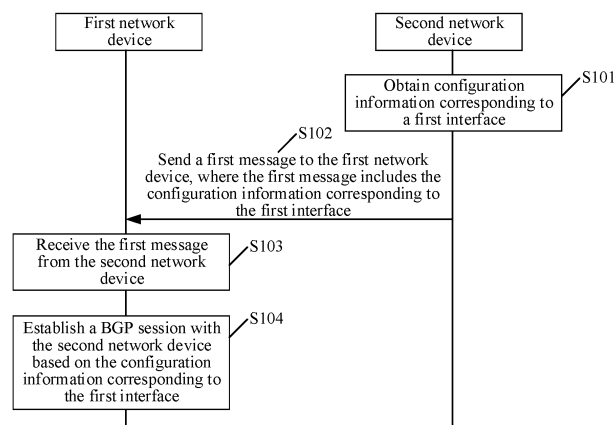 First network
device
Second network
device
S101
Obtain configuration
information corresponding to
a first interface
S102
Send a first message to the first network
device, where the first message includes the
configuration information corresponding to
the first interface
Receive the first message
from the second network
device
S103
S104
Establish a BGP session with
the second network device
based on the configuration
information corresponding to
the first interface